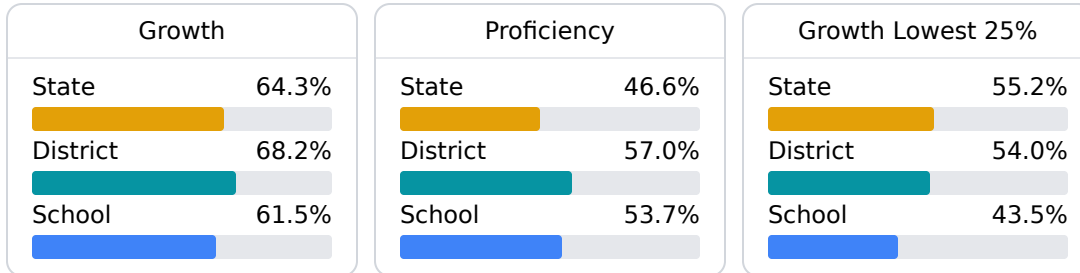 Growth
State 64.3%
District 68.2%
School 61.5%
Proficiency
State 46.6%
District 57.0%
School 53.7%
Growth Lowest 25%
State 55.2%
District 54.0%
School 43.5%